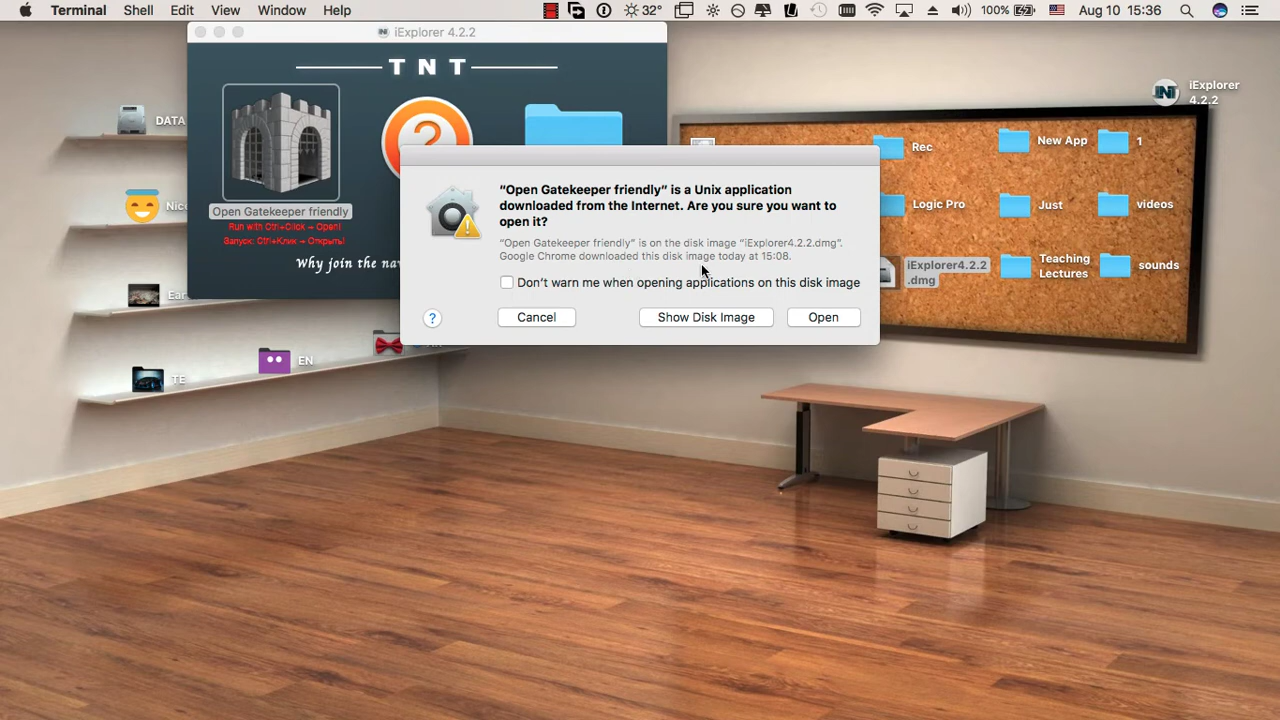 Terminal Shell Edit View Window Help 32° 100% Aug 10 15:36
iExplorer 4.2.2
TNT
Open Gatekeeper friendly
Run with Ctrl+Click → Open!
Запуск: Ctrl+Клик → Открыть!
Why join the
“Open Gatekeeper friendly” is a Unix application
downloaded from the Internet. Are you sure you want to
open it?
“Open Gatekeeper friendly” is on the disk image “iExplorer4.2.2.dmg”.
Google Chrome downloaded this disk image today at 15:08.
Don’t warn me when opening applications on this disk image
?
Cancel
Show Disk Image
Open
DATA
EN
TE
iExplorer
4.2.2
Rec
New App
1
Logic Pro
Just
videos
iExplorer4.2.2
.dmg
Teaching
Lectures
sounds